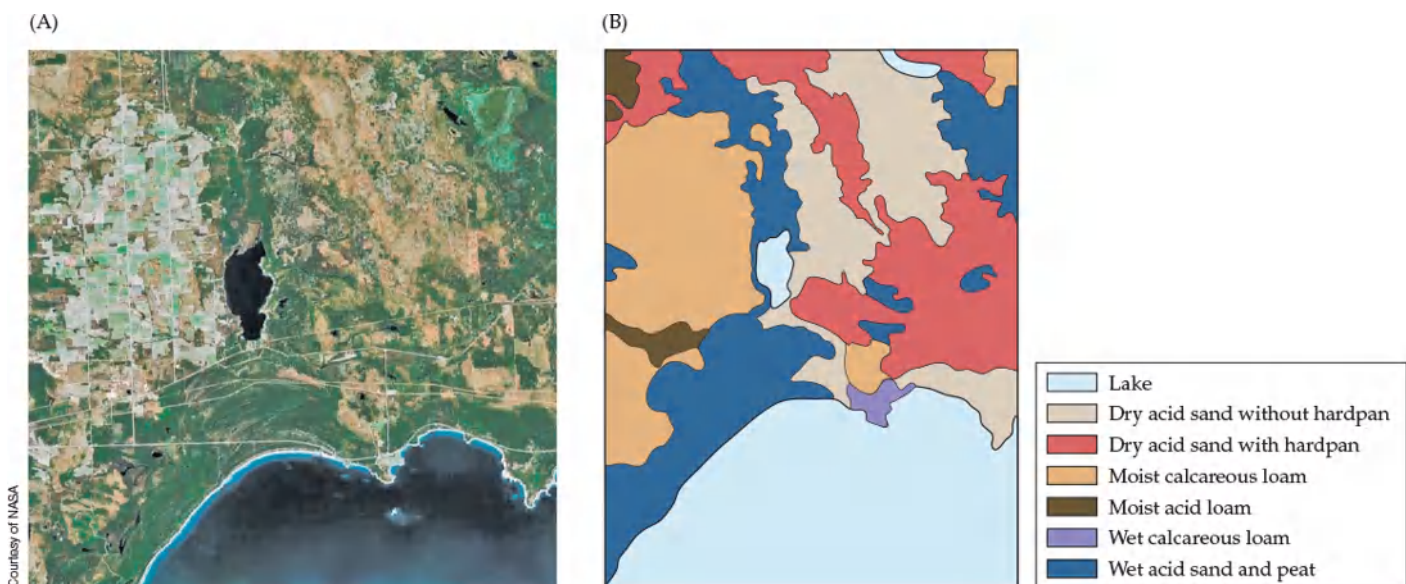 (A)
(B)
Courtesy of NASA
Lake
Dry acid sand without hardpan
Dry acid sand with hardpan
Moist calcareous loam
Moist acid loam
Wet calcareous loam
Wet acid sand and peat